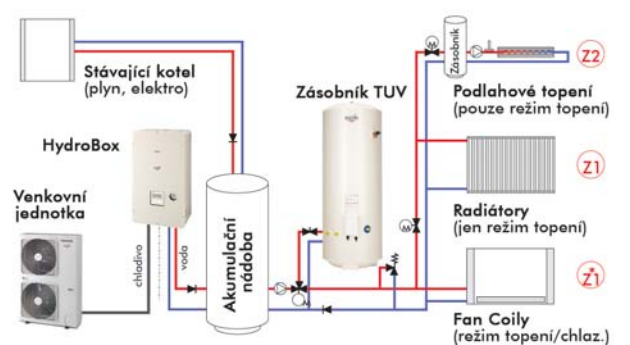 Stávající kotel
(plyn, elektro)
HydroBox
Venkovní
jednotka
chladivo
voda
Akumulační
nádoba
Zásobník TUV
M
M
M
Zásobník
Z2
Podlahové topení
(pouze režim topení)
Z1
Radiátory
(jen režim topení)
Z*1
Fan Coily
(režim topení/chlaz.)